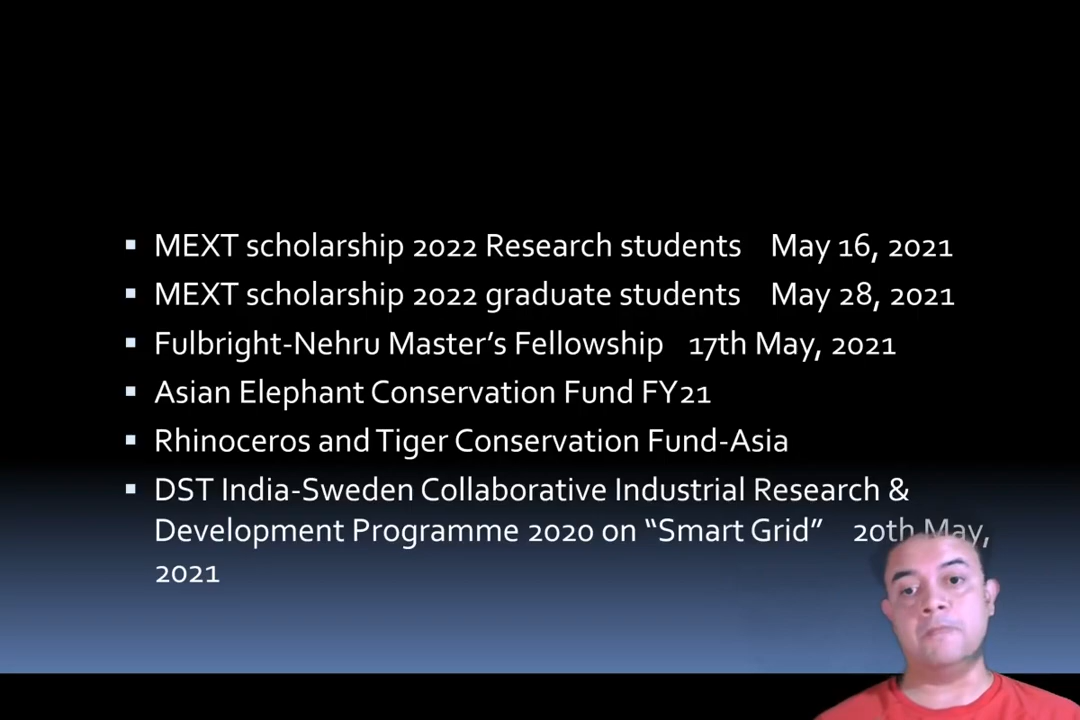 MEXT scholarship 2022 Research students May 16, 2021
MEXT scholarship 2022 graduate students May 28, 2021
Fulbright-Nehru Master’s Fellowship 17th May, 2021
Asian Elephant Conservation Fund FY21
Rhinoceros and Tiger Conservation Fund-Asia
DST India-Sweden Collaborative Industrial Research &
Development Programme 2020 on “Smart Grid” 20th May,
2021